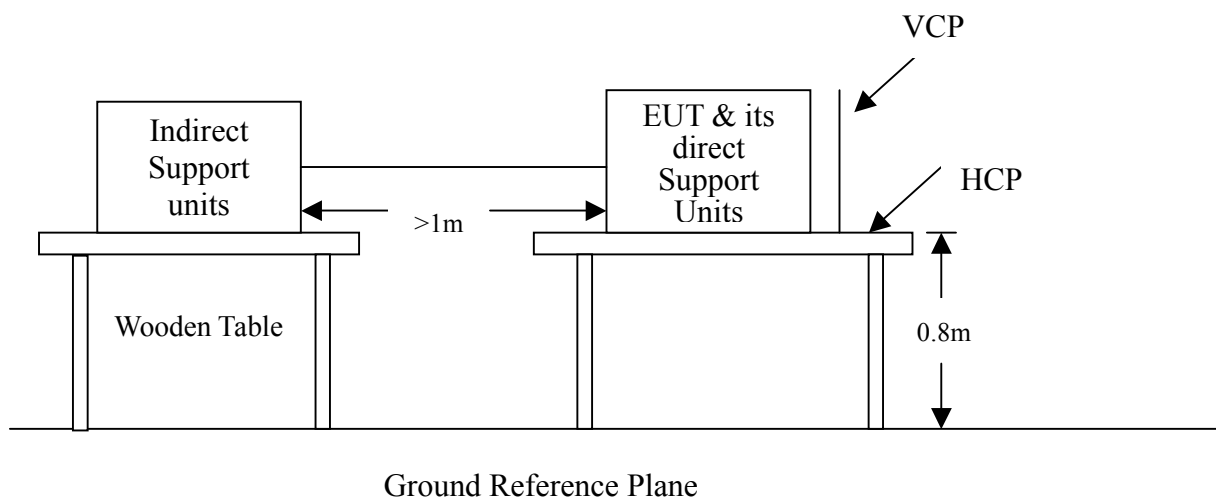 VCP
Indirect
Support
units
EUT & its
direct
Support
Units
HCP
>1m
Wooden Table
0.8m
Ground Reference Plane